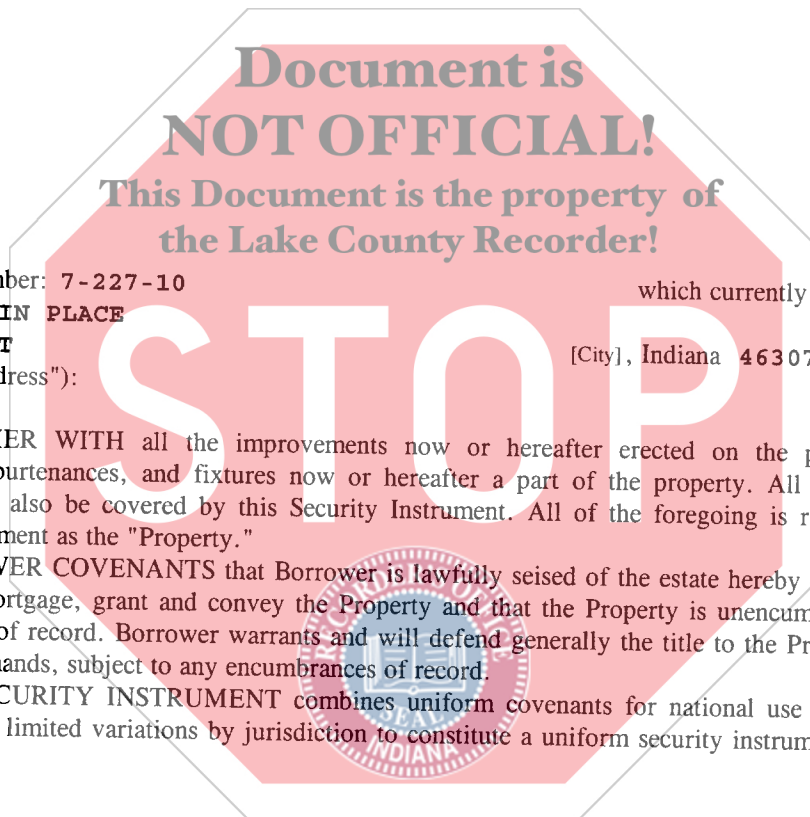 Document is
NOT OFFICIAL!
This Document is the property of
the Lake County Recorder!
nber: 7-227-10
which currently
IN PLACE
T
[City], Indiana 46307
dress"):
STOP
ER WITH all the improvements now or hereafter erected on the p
purtenances, and fixtures now or hereafter a part of the property. All
also be covered by this Security Instrument. All of the foregoing is r
ment as the "Property."
VER COVENANTS that Borrower is lawfully seised of the estate hereby
ortgage, grant and convey the Property and that the Property is unencum
of record. Borrower warrants and will defend generally the title to the Pr
nands, subject to any encumbrances of record.
CURITY INSTRUMENT combines uniform covenants for national use
limited variations by jurisdiction to constitute a uniform security instrum
SEAL
INDIANA